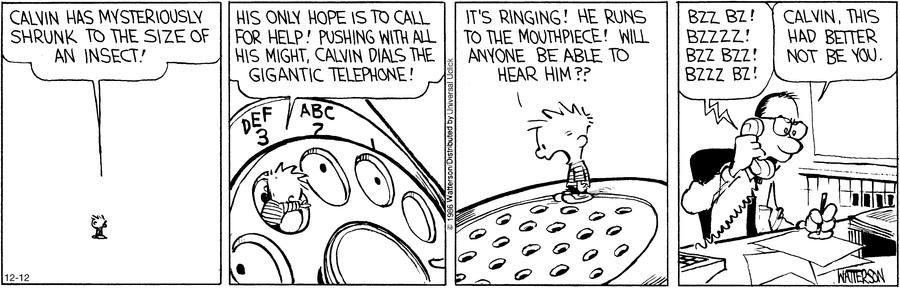 CALVIN HAS MYSTERIOUSLY
SHRUNK TO THE SIZE OF
AN INSECT!
12-12
HIS ONLY HOPE IS TO CALL
FOR HELP! PUSHING WITH ALL
HIS MIGHT, CALVIN DIALS THE
GIGANTIC TELEPHONE!
DEF
3
ABC
2
1
© 1986 Watterson/Distributed by Universal Uclick
IT'S RINGING! HE RUNS
TO THE MOUTHPIECE! WILL
ANYONE BE ABLE TO
HEAR HIM??
BZZ BZ!
BZZZZ!
BZZ BZZ!
BZZZ BZ!
CALVIN, THIS
HAD BETTER
NOT BE YOU.
WATTERSON